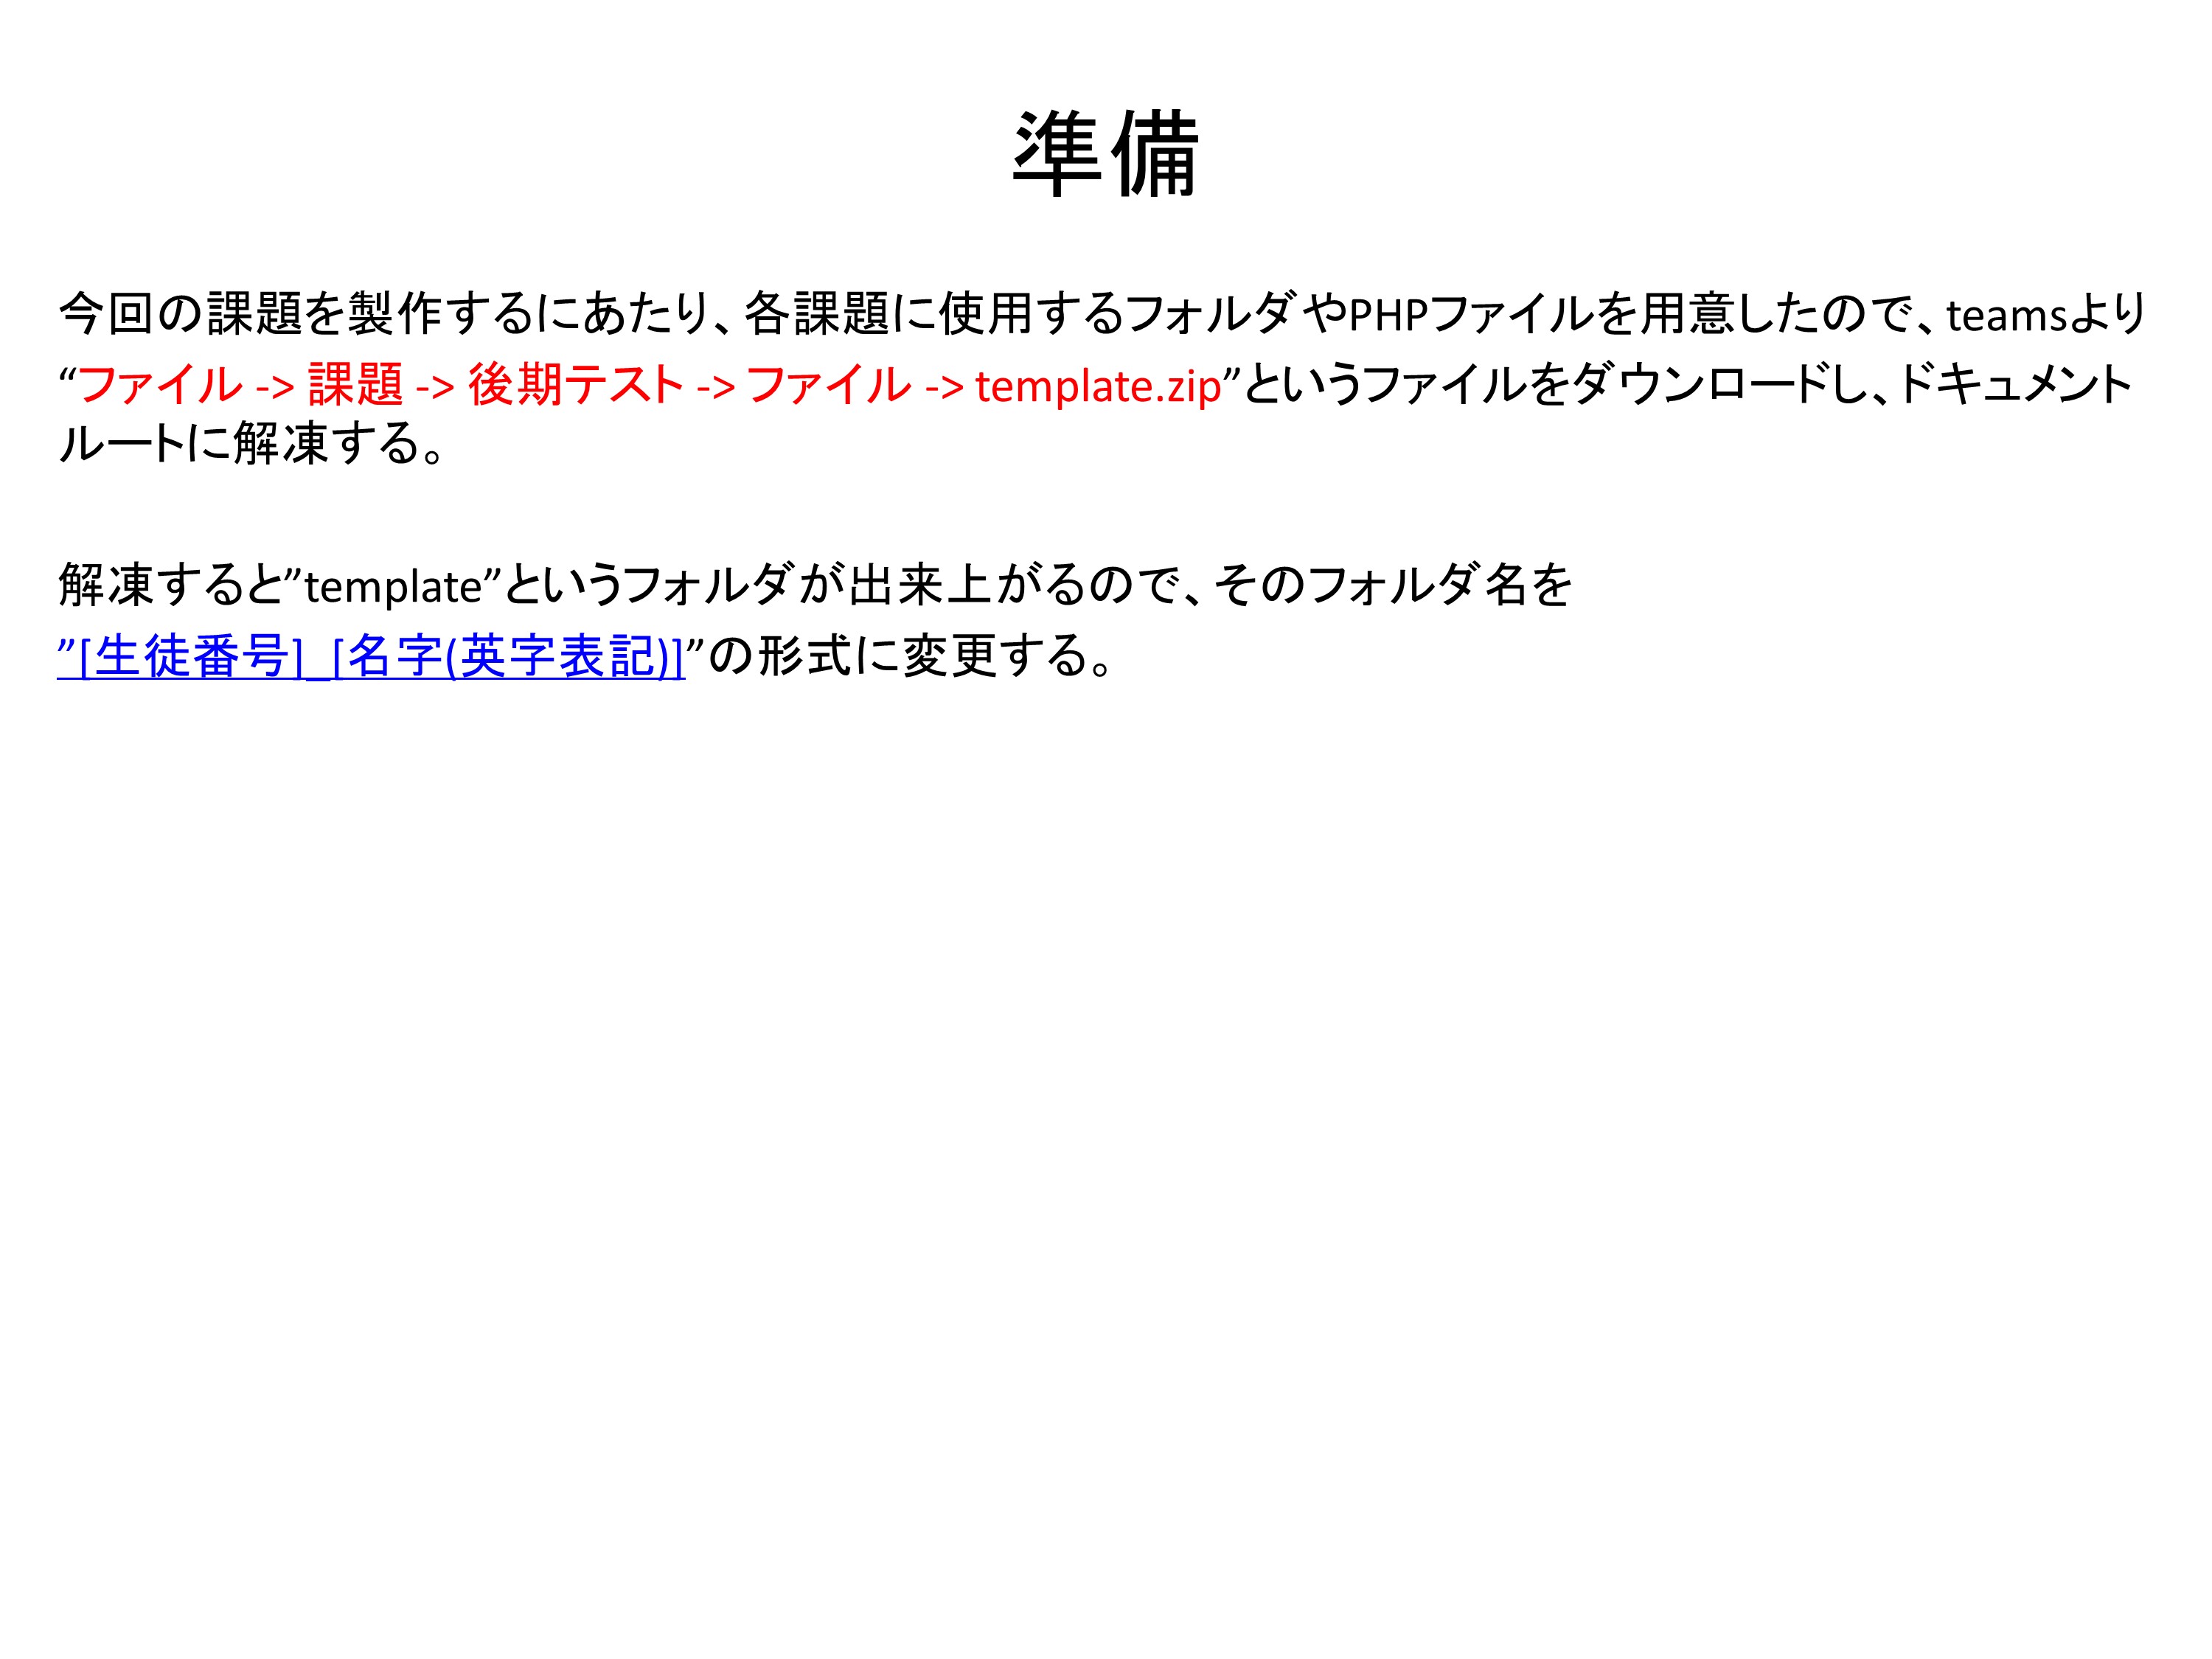 準備
今回の課題を製作するにあたり、各課題に使用するフォルダやPHPファイルを用意したので、teamsより
“ファイル -> 課題 -> 後期テスト -> ファイル -> template.zip”というファイルをダウンロードし、ドキュメント
ルートに解凍する。
解凍すると”template”というフォルダが出来上がるので、そのフォルダ名を
”[生徒番号]_[名字(英字表記)]”の形式に変更する。